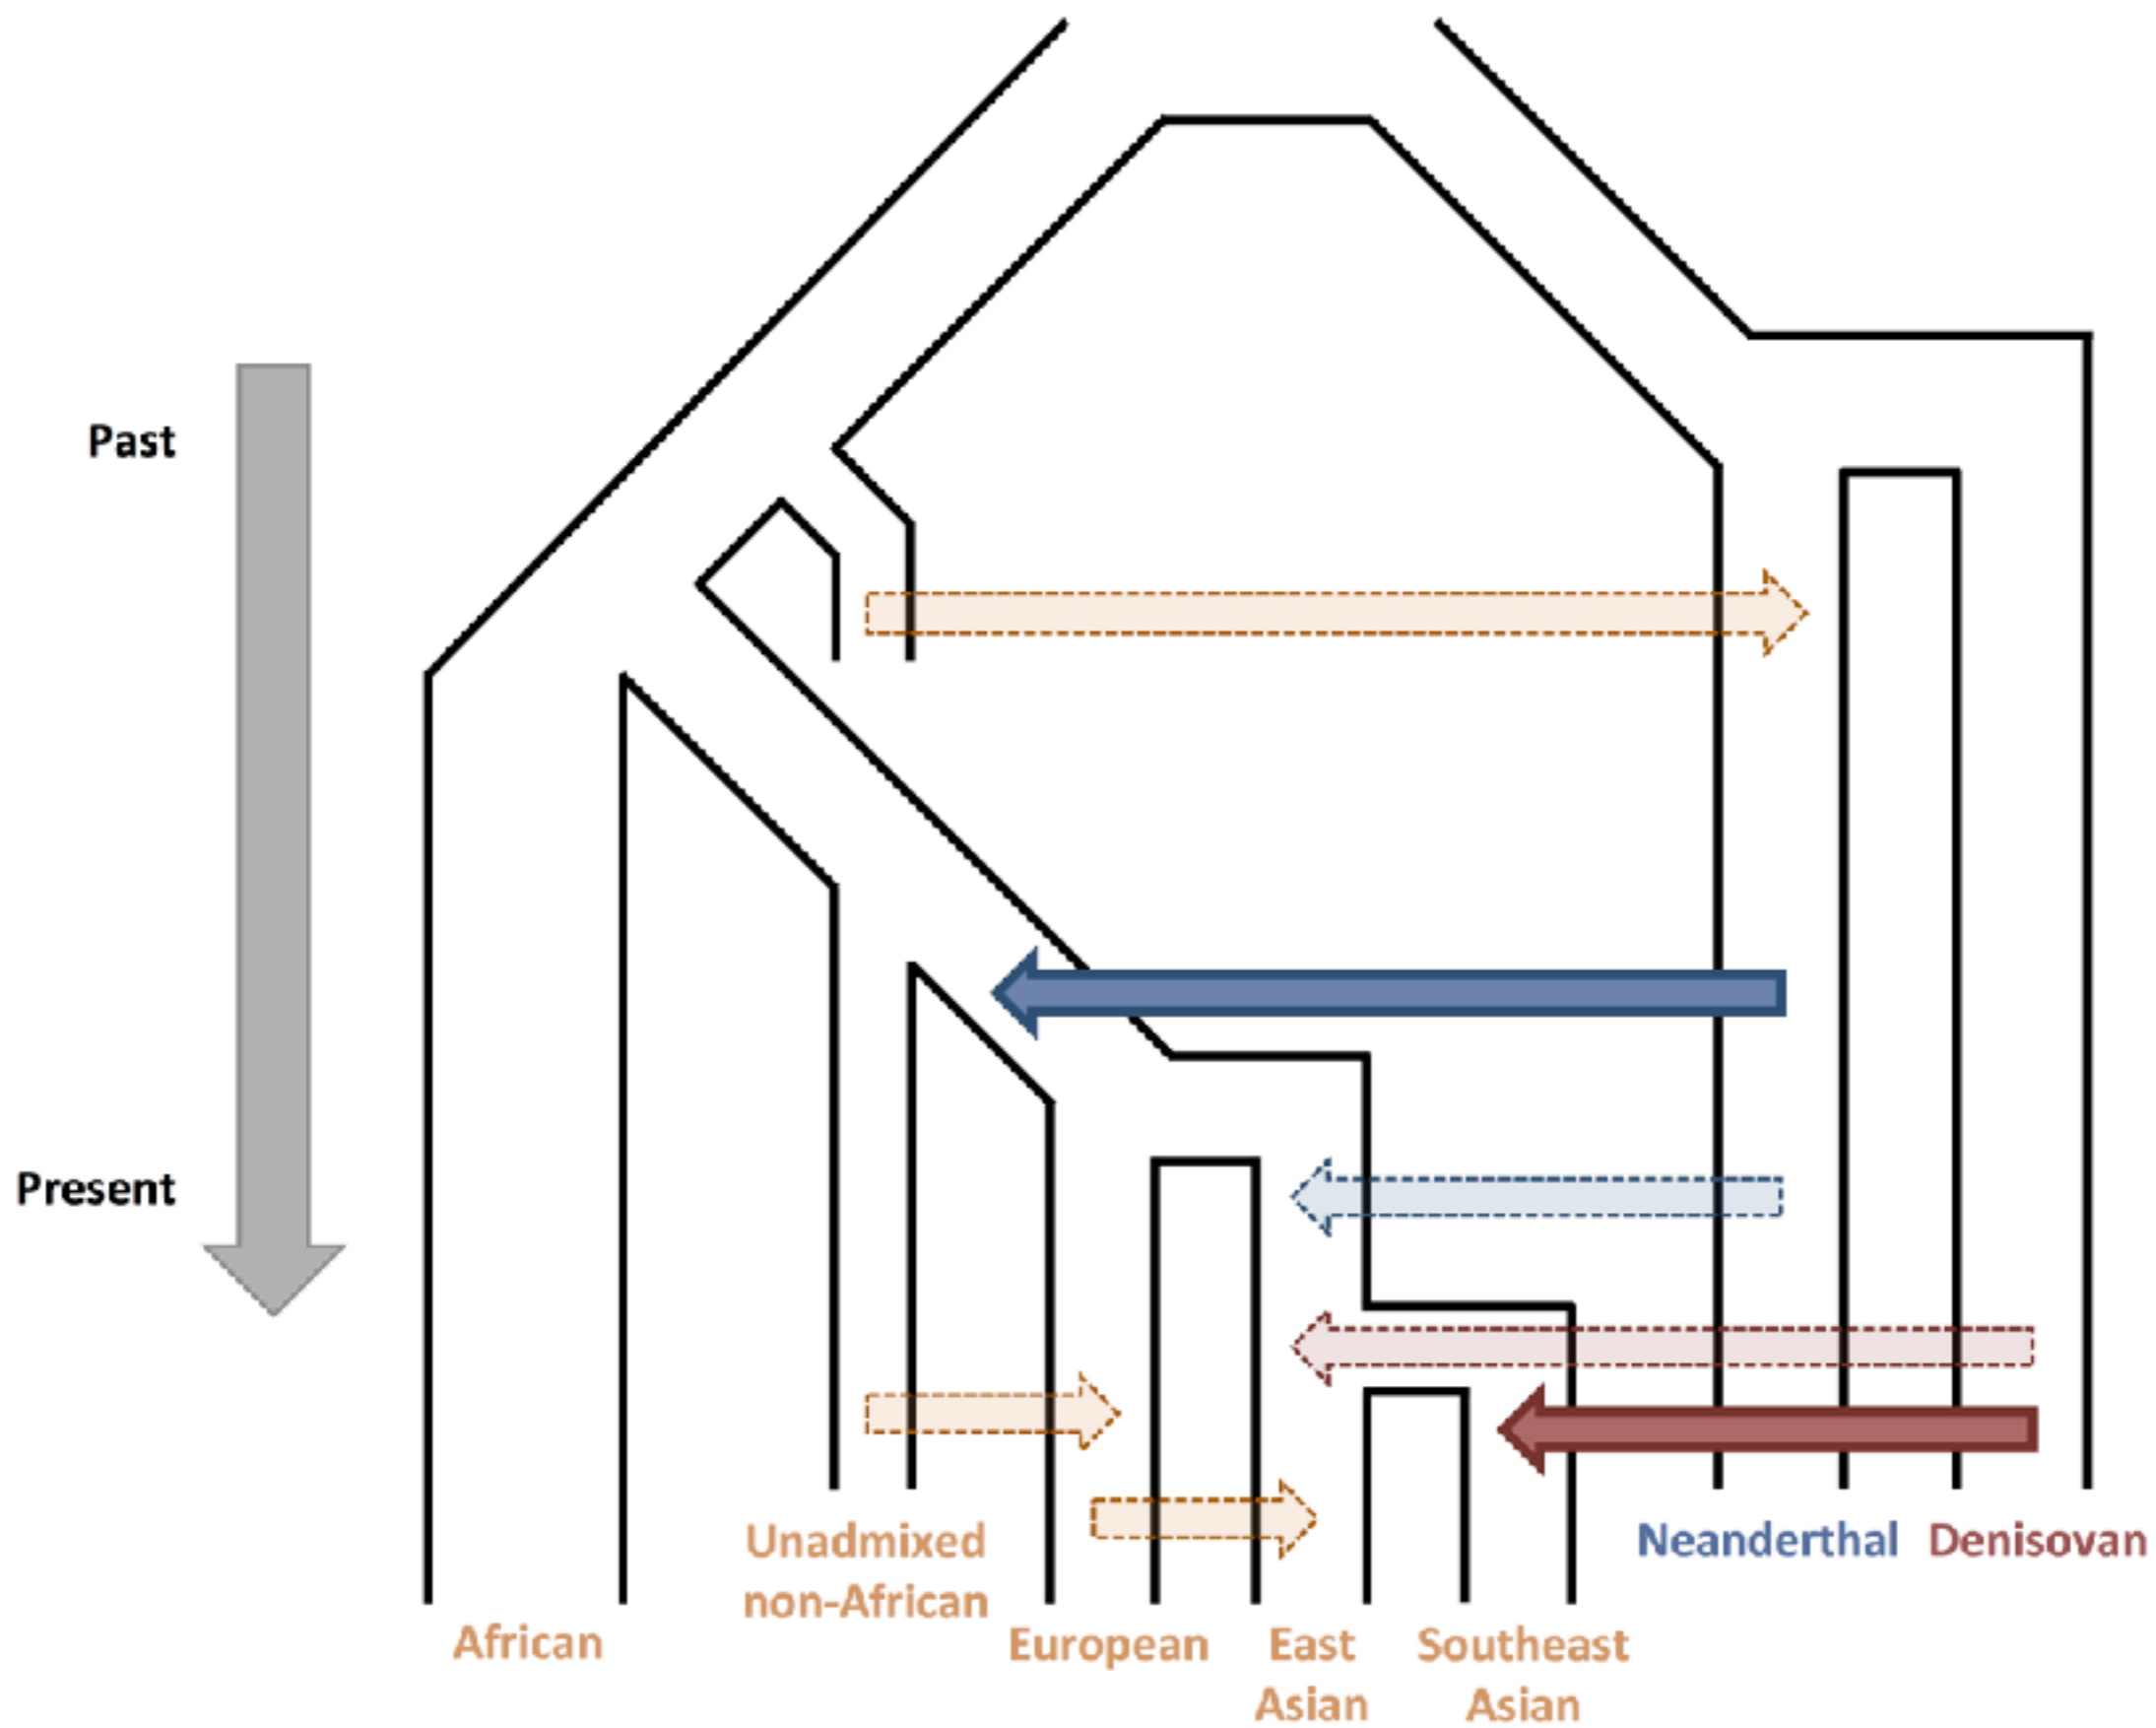 Past
Present
Unadmixed
non-African
Neanderthal
Denisovan
African
European
East
Asian
Southeast
Asian